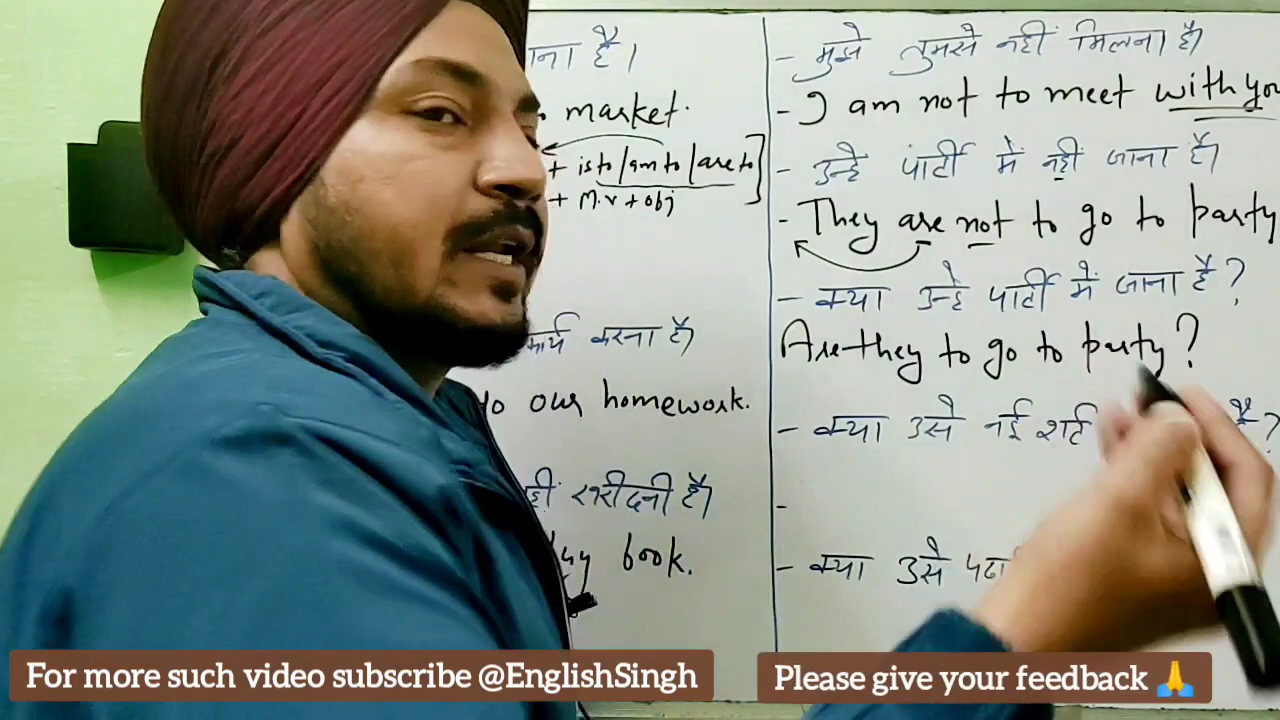 ाना है।
market.
+ is to / am to / are to
+ M.v + obj
कार्य करना है।
to our homework.
हीं खरीदनी है।
buy book.
- मुझे तुमसे नहीं मिलना है।
- I am not to meet with you
- उन्हे पार्टी में नहीं जाना है।
- They are not to go to party
- क्या उन्हे पार्टी में जाना है ?
Are they to go to party ?
- क्या उसे नई शर्ट है ?
-
- क्या उसे पढा
For more such video subscribe @EnglishSingh
Please give your feedback 🙏